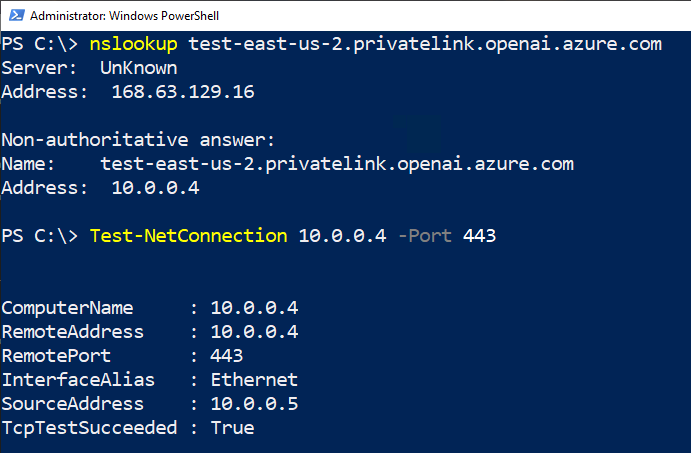 Administrator: Windows PowerShell
PS C:\> nslookup test-east-us-2.privatelink.openai.azure.com
Server:  UnKnown
Address:  168.63.129.16
Non-authoritative answer:
Name:    test-east-us-2.privatelink.openai.azure.com
Address:  10.0.0.4
PS C:\> Test-NetConnection 10.0.0.4 -Port 443
ComputerName     : 10.0.0.4
RemoteAddress    : 10.0.0.4
RemotePort       : 443
InterfaceAlias   : Ethernet
SourceAddress    : 10.0.0.5
TcpTestSucceeded : True